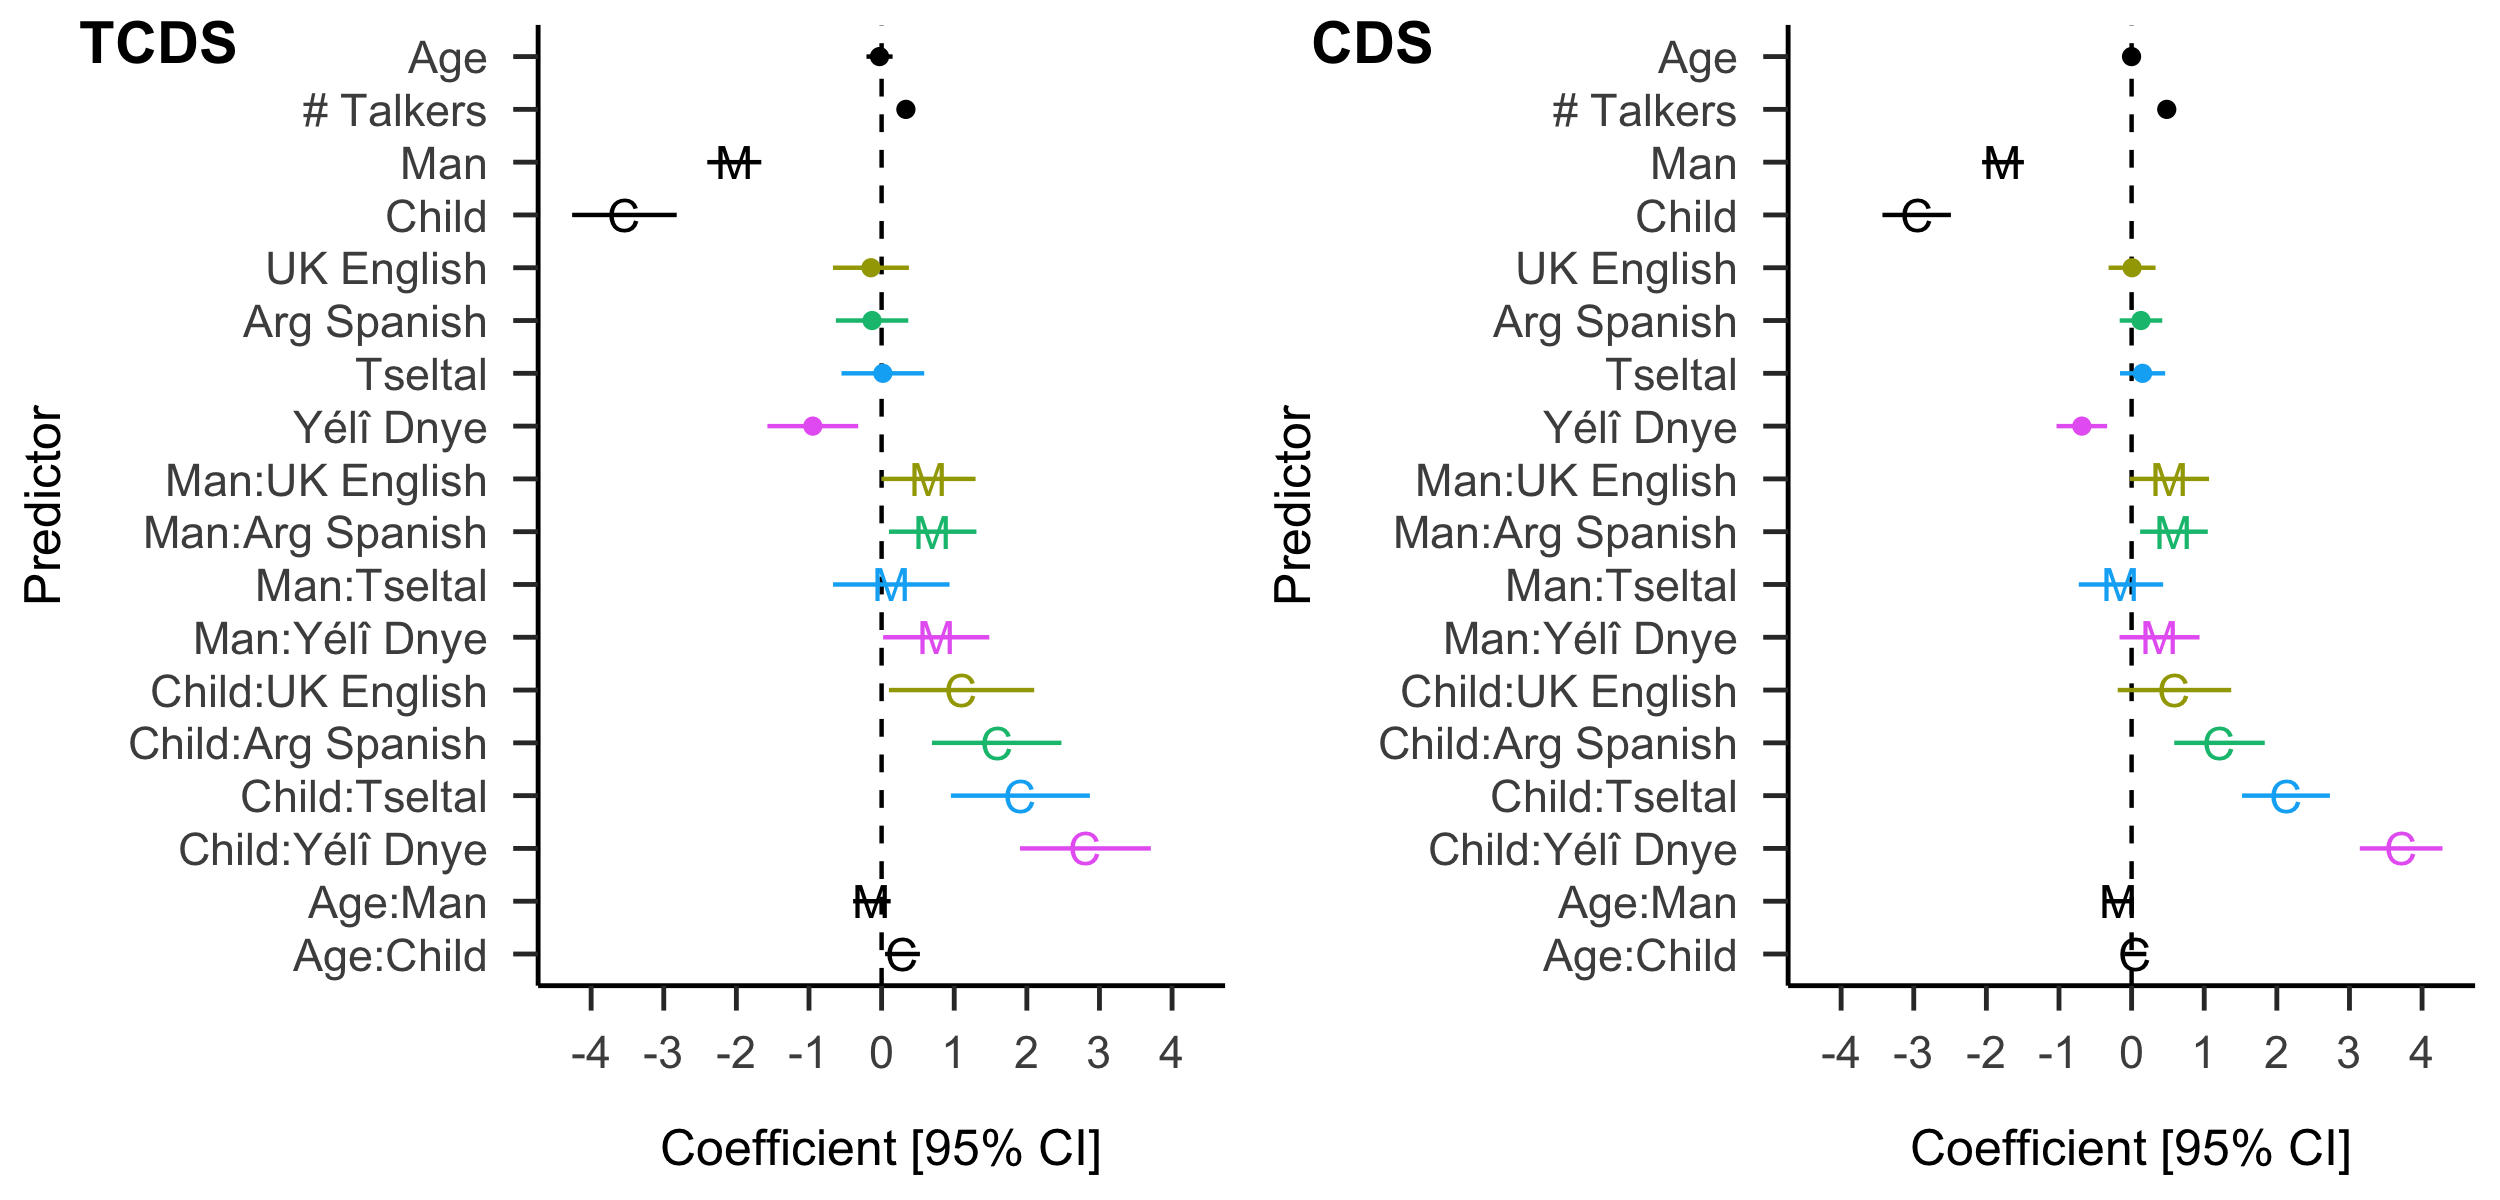 TCDS
Predictor
Age
# Talkers
Man
M
Child
C
UK English
Arg Spanish
Tseltal
Yélî Dnye
Man:UK English
M
Man:Arg Spanish
M
Man:Tseltal
M
Man:Yélî Dnye
M
Child:UK English
C
Child:Arg Spanish
C
Child:Tseltal
C
Child:Yélî Dnye
C
Age:Man
M
Age:Child
C
-4 -3 -2 -1 0 1 2 3 4
Coefficient [95% CI]
CDS
Predictor
Age
# Talkers
Man
M
Child
C
UK English
Arg Spanish
Tseltal
Yélî Dnye
Man:UK English
M
Man:Arg Spanish
M
Man:Tseltal
M
Man:Yélî Dnye
M
Child:UK English
C
Child:Arg Spanish
C
Child:Tseltal
C
Child:Yélî Dnye
C
Age:Man
M
Age:Child
C
-4 -3 -2 -1 0 1 2 3 4
Coefficient [95% CI]